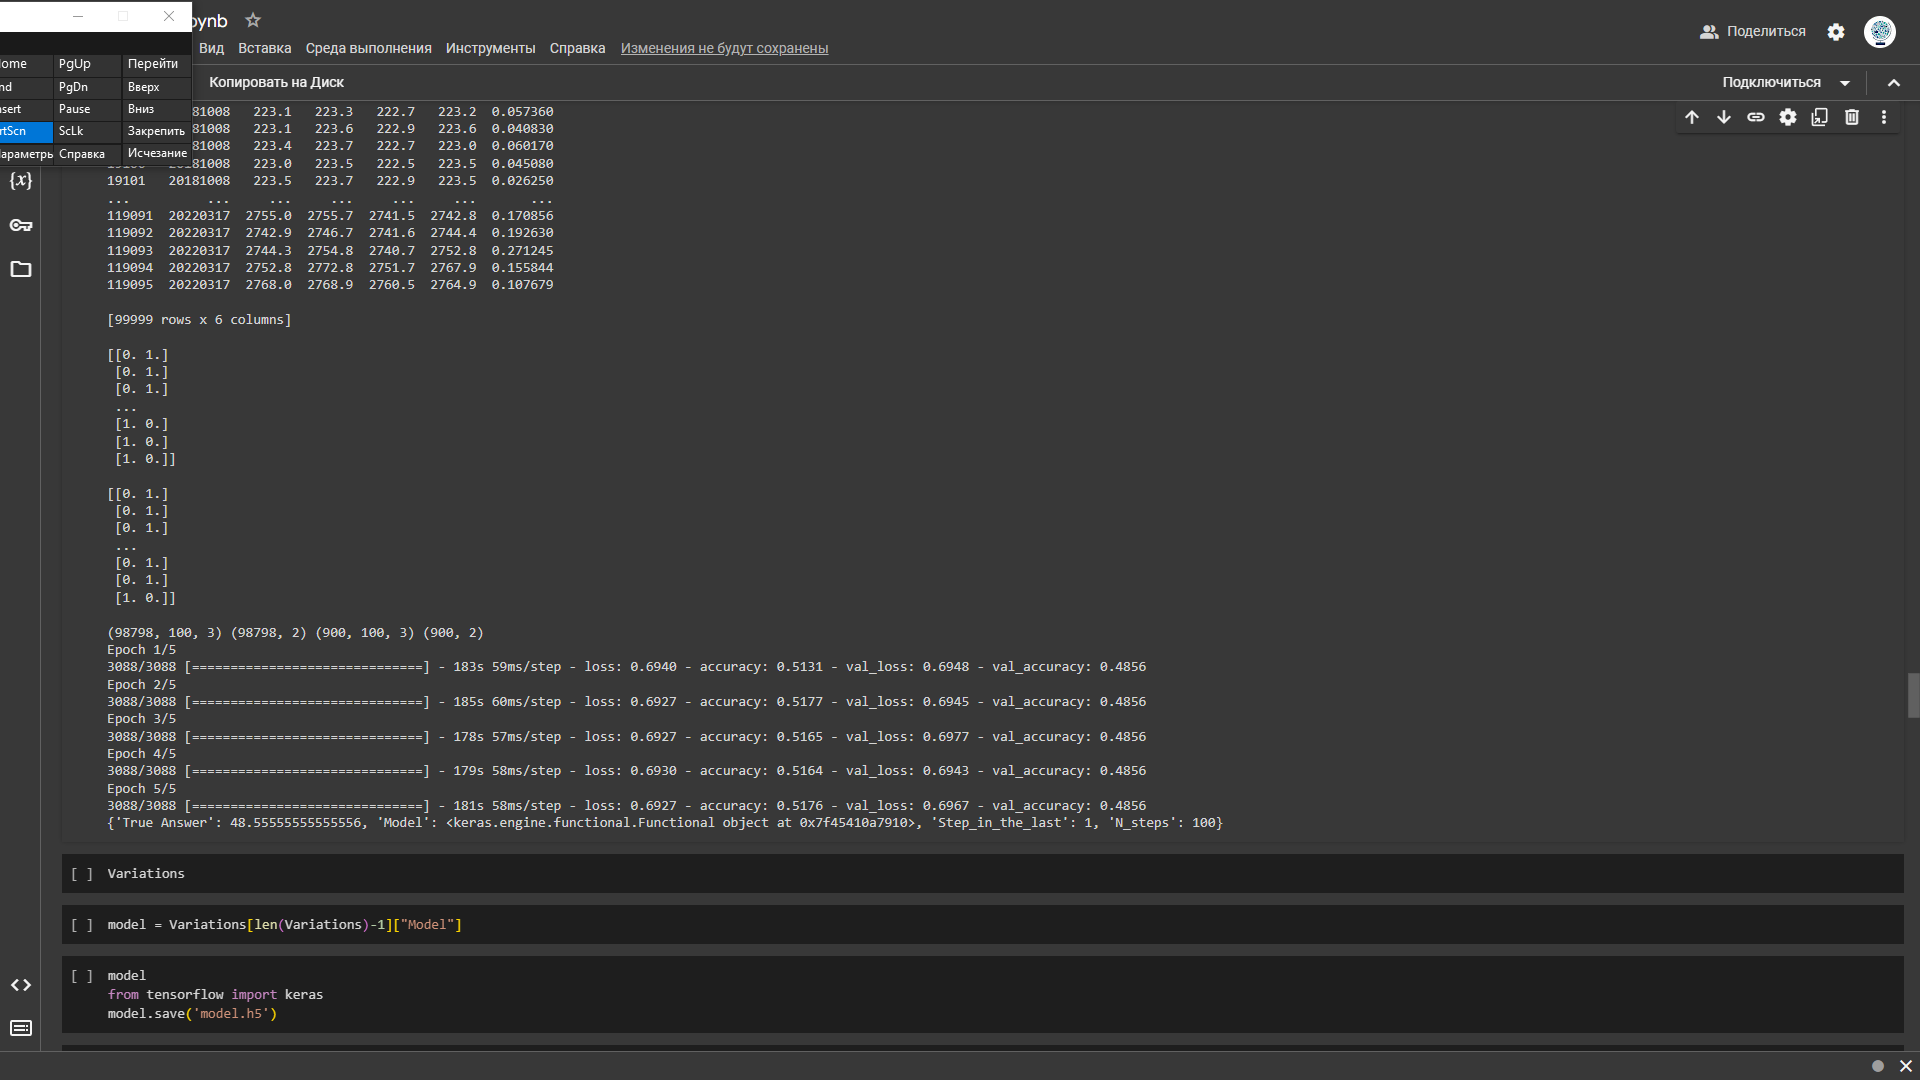 ynb
Вид Вставка Среда выполнения Инструменты Справка Изменения не будут сохранены
Поделиться
PgUp Перейти
PgDn Вверх
Pause Вниз
ScLk Закрепить
Справка Исчезание
Копировать на Диск
Подключиться
81008 223.1 223.3 222.7 223.2 0.057360
81008 223.1 223.6 222.9 223.6 0.040830
81008 223.4 223.7 222.7 223.0 0.060170
81008 223.0 223.5 222.5 223.5 0.045080
19101 20181008 223.5 223.7 222.9 223.5 0.026250
... ... ... ... ... ... ...
119091 20220317 2755.0 2755.7 2741.5 2742.8 0.170856
119092 20220317 2742.9 2746.7 2741.6 2744.4 0.192630
119093 20220317 2744.3 2754.8 2740.7 2752.8 0.271245
119094 20220317 2752.8 2772.8 2751.7 2767.9 0.155844
119095 20220317 2768.0 2768.9 2760.5 2764.9 0.107679
[99999 rows x 6 columns]
[[0. 1.]
[0. 1.]
[0. 1.]
...
[1. 0.]
[1. 0.]
[1. 0.]]
[[0. 1.]
[0. 1.]
[0. 1.]
...
[0. 1.]
[0. 1.]
[1. 0.]]
(98798, 100, 3) (98798, 2) (900, 100, 3) (900, 2)
Epoch 1/5
3088/3088 [==============================] - 183s 59ms/step - loss: 0.6940 - accuracy: 0.5131 - val_loss: 0.6948 - val_accuracy: 0.4856
Epoch 2/5
3088/3088 [==============================] - 185s 60ms/step - loss: 0.6927 - accuracy: 0.5177 - val_loss: 0.6945 - val_accuracy: 0.4856
Epoch 3/5
3088/3088 [==============================] - 178s 57ms/step - loss: 0.6927 - accuracy: 0.5165 - val_loss: 0.6977 - val_accuracy: 0.4856
Epoch 4/5
3088/3088 [==============================] - 179s 58ms/step - loss: 0.6930 - accuracy: 0.5164 - val_loss: 0.6943 - val_accuracy: 0.4856
Epoch 5/5
3088/3088 [==============================] - 181s 58ms/step - loss: 0.6927 - accuracy: 0.5176 - val_loss: 0.6967 - val_accuracy: 0.4856
{'True Answer': 48.55555555555556, 'Model': <keras.engine.functional.Functional object at 0x7f45410a7910>, 'Step_in_the_last': 1, 'N_steps': 100}
[ ] Variations
[ ] model = Variations[len(Variations)-1]["Model"]
[ ] model
from tensorflow import keras
model.save('model.h5')